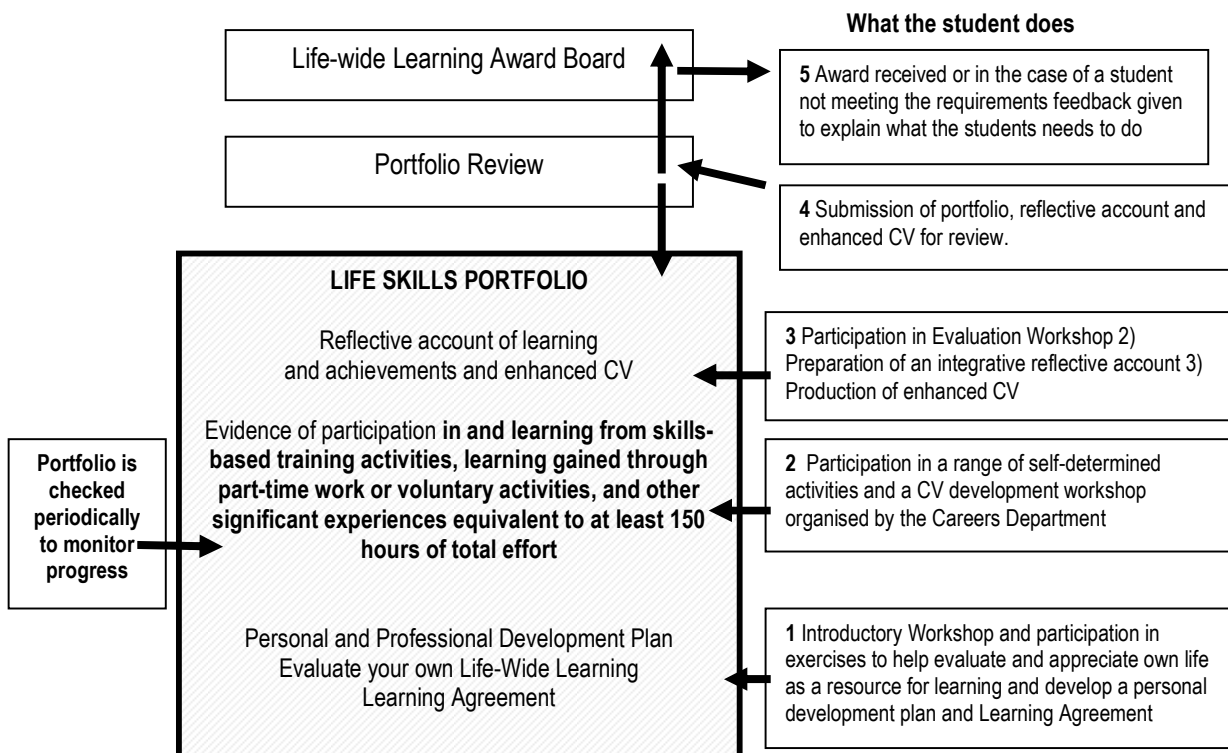 What the student does
Life-wide Learning Award Board
5 Award received or in the case of a student
not meeting the requirements feedback given
to explain what the students needs to do
Portfolio Review
4 Submission of portfolio, reflective account and
enhanced CV for review.
LIFE SKILLS PORTFOLIO
Reflective account of learning
and achievements and enhanced CV
3 Participation in Evaluation Workshop 2)
Preparation of an integrative reflective account 3)
Production of enhanced CV
Evidence of participation in and learning from skills-
based training activities, learning gained through
part-time work or voluntary activities, and other
significant experiences equivalent to at least 150
hours of total effort
2 Participation in a range of self-determined
activities and a CV development workshop
organised by the Careers Department
Portfolio is
checked
periodically
to monitor
progress
Personal and Professional Development Plan
Evaluate your own Life-Wide Learning
Learning Agreement
1 Introductory Workshop and participation in
exercises to help evaluate and appreciate own life
as a resource for learning and develop a personal
development plan and Learning Agreement